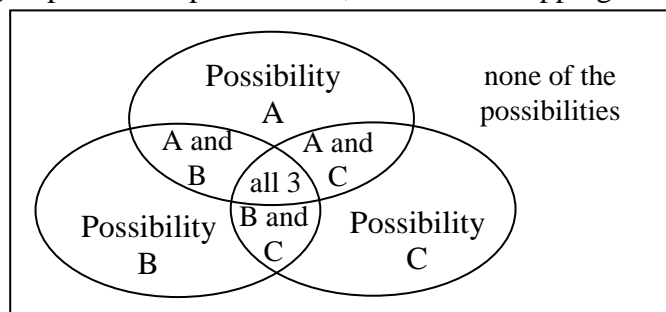 Possibility
A
none of the
possibilities
A and
B
A and
C
all 3
B and
C
Possibility
B
Possibility
C